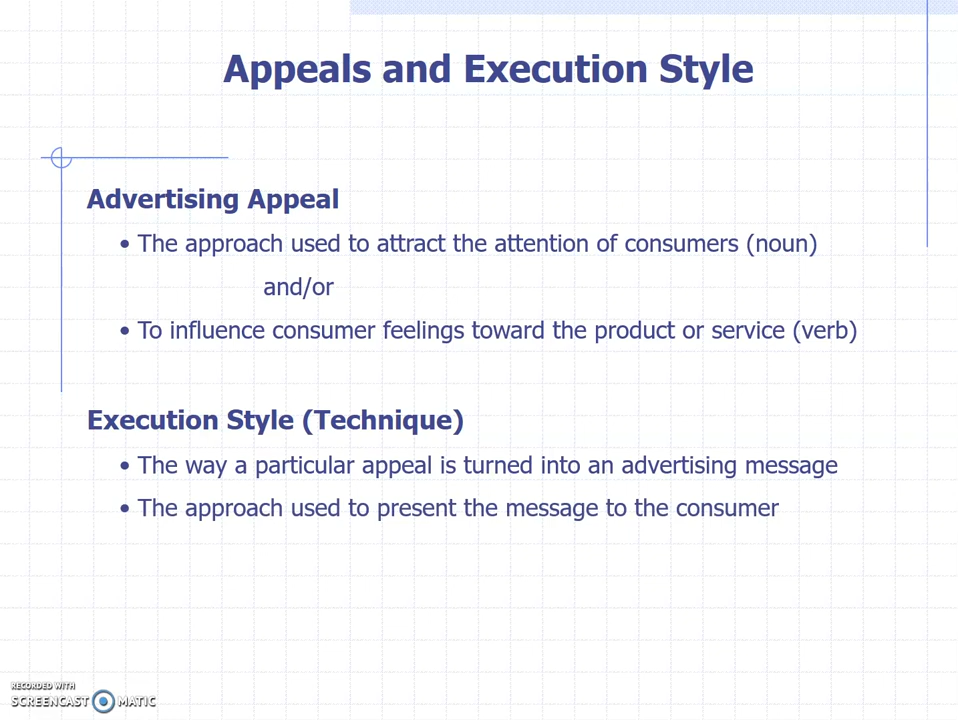 Appeals and Execution Style
Advertising Appeal
• The approach used to attract the attention of consumers (noun)
and/or
• To influence consumer feelings toward the product or service (verb)
Execution Style (Technique)
• The way a particular appeal is turned into an advertising message
• The approach used to present the message to the consumer
RECORDED WITH
SCREENCAST MATIC